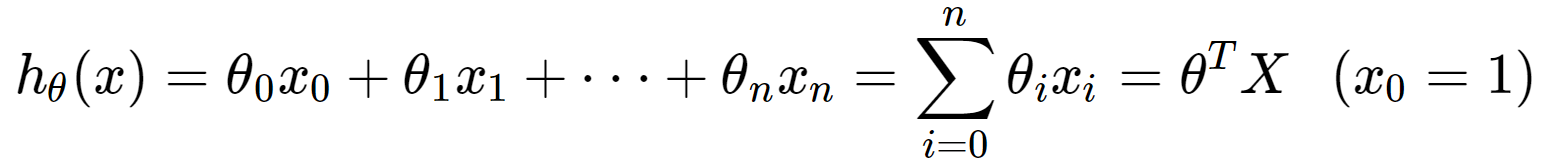 h_θ(x) = θ_0x_0 + θ_1x_1 + ⋯ + θ_nx_n = ∑_{i=0}^{n} θ_ix_i = θ^T X (x_0 = 1)